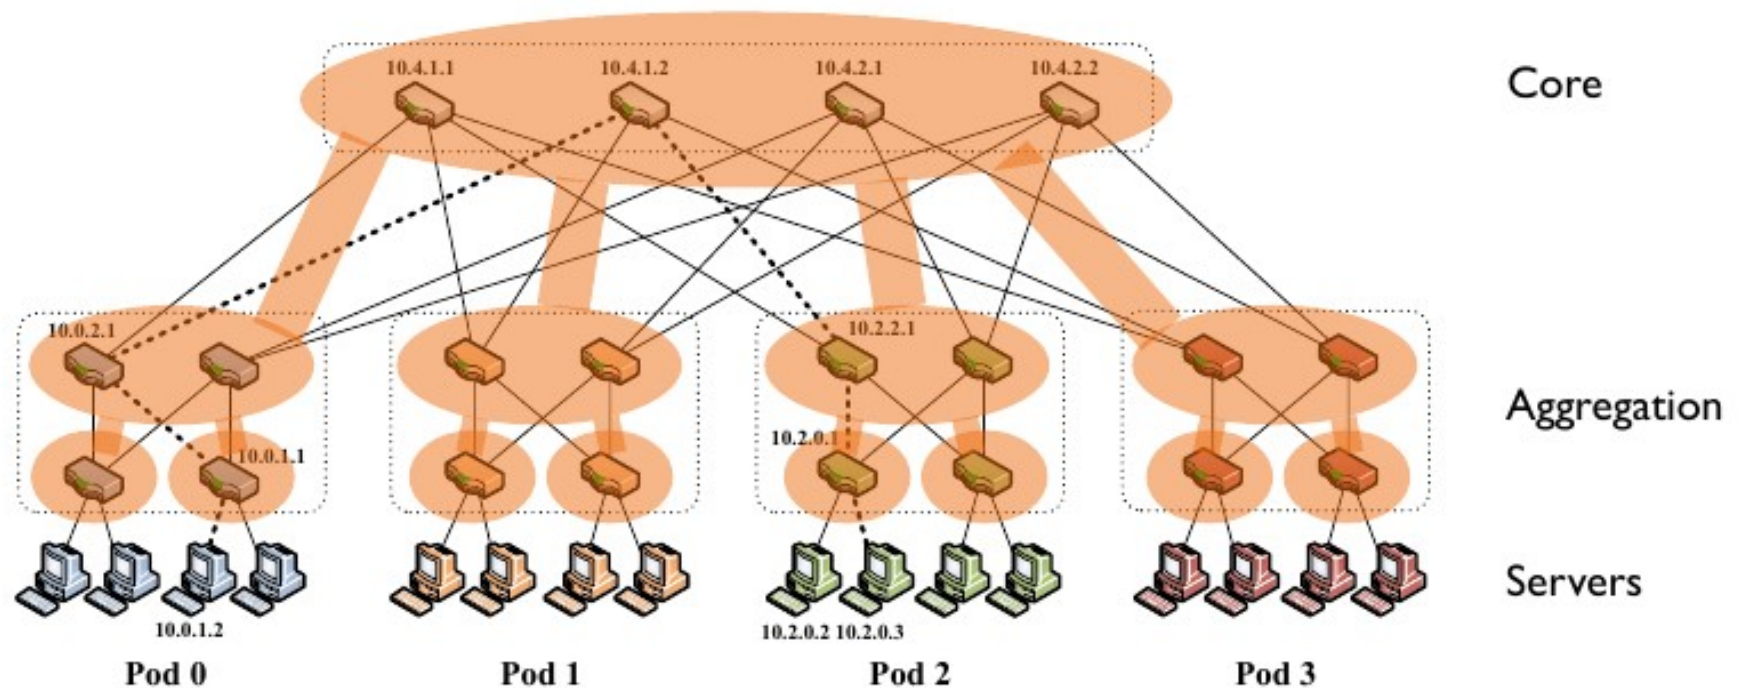 10.4.1.1 10.4.1.2 10.4.2.1 10.4.2.2
Core
10.0.2.1 10.2.2.1
Aggregation
10.0.1.1 10.2.0.1
Servers
10.0.1.2 10.2.0.2 10.2.0.3
Pod 0 Pod 1 Pod 2 Pod 3